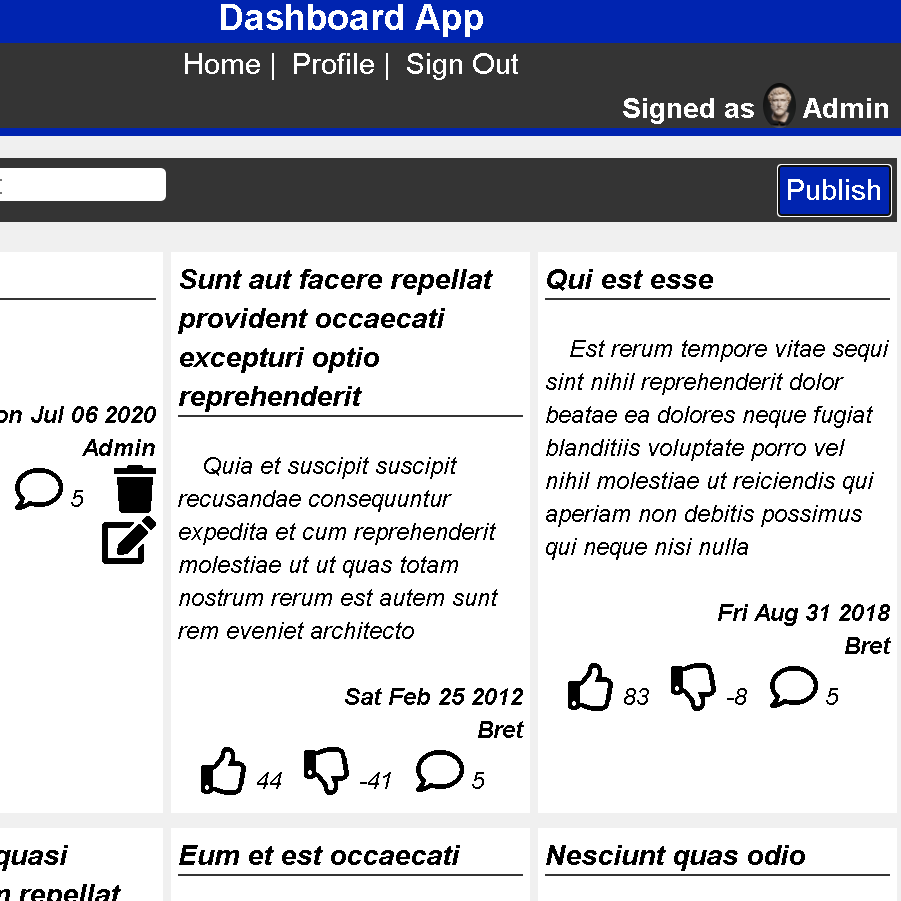 Dashboard App
Home | Profile | Sign Out
Signed as Admin
Publish
on Jul 06 2020
Admin
5
Sunt aut facere repellat
provident occaecati
excepturi optio
reprehenderit
Quia et suscipit suscipit
recusandae consequuntur
expedita et cum reprehenderit
molestiae ut ut quas totam
nostrum rerum est autem sunt
rem eveniet architecto
Sat Feb 25 2012
Bret
44 -41 5
Qui est esse
Est rerum tempore vitae sequi
sint nihil reprehenderit dolor
beatae ea dolores neque fugiat
blanditiis voluptate porro vel
nihil molestiae ut reiciendis qui
aperiam non debitis possimus
qui neque nisi nulla
Fri Aug 31 2018
Bret
83 -8 5
quasi
repellat
Eum et est occaecati
Nesciunt quas odio